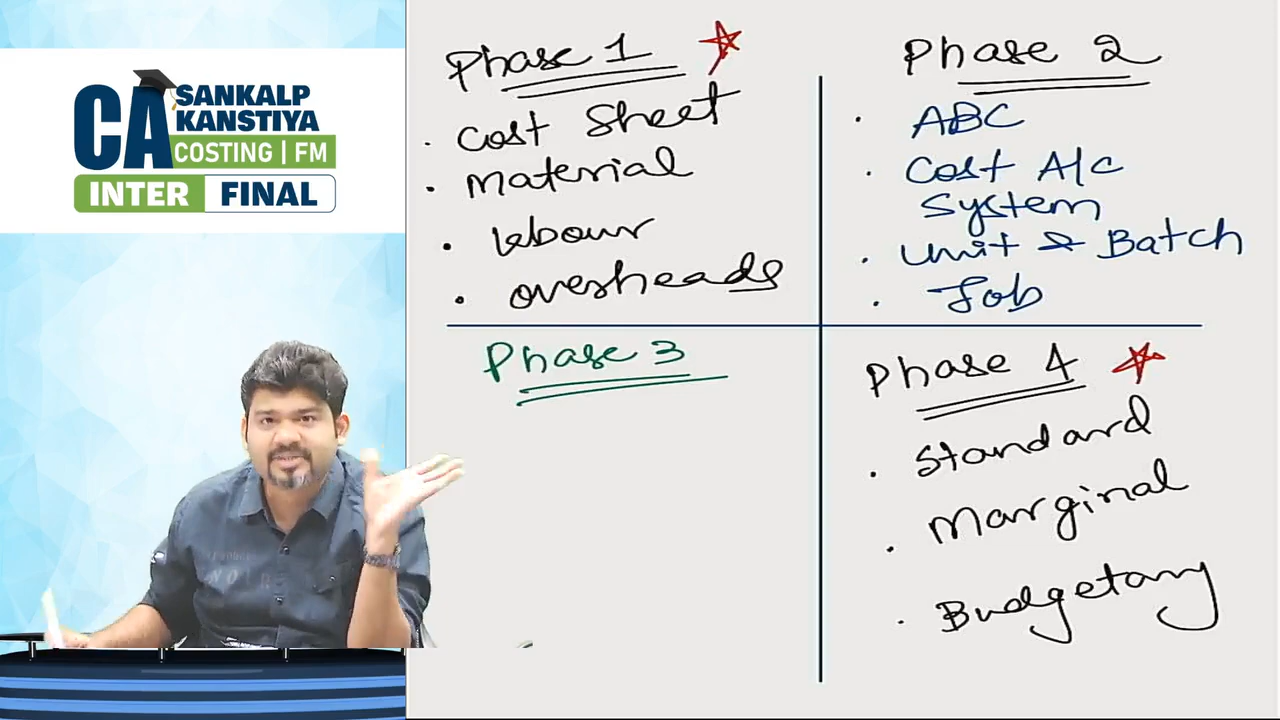 CA SANKALP
KANSTIYA
COSTING | FM
INTER FINAL
Phase 1
• Cost Sheet
• Material
• Labour
• Overheads
Phase 2
• ABC
• Cost A/c
System
• Unit & Batch
• Job
Phase 3
Phase 4
• Standard
• Marginal
• Budgetary